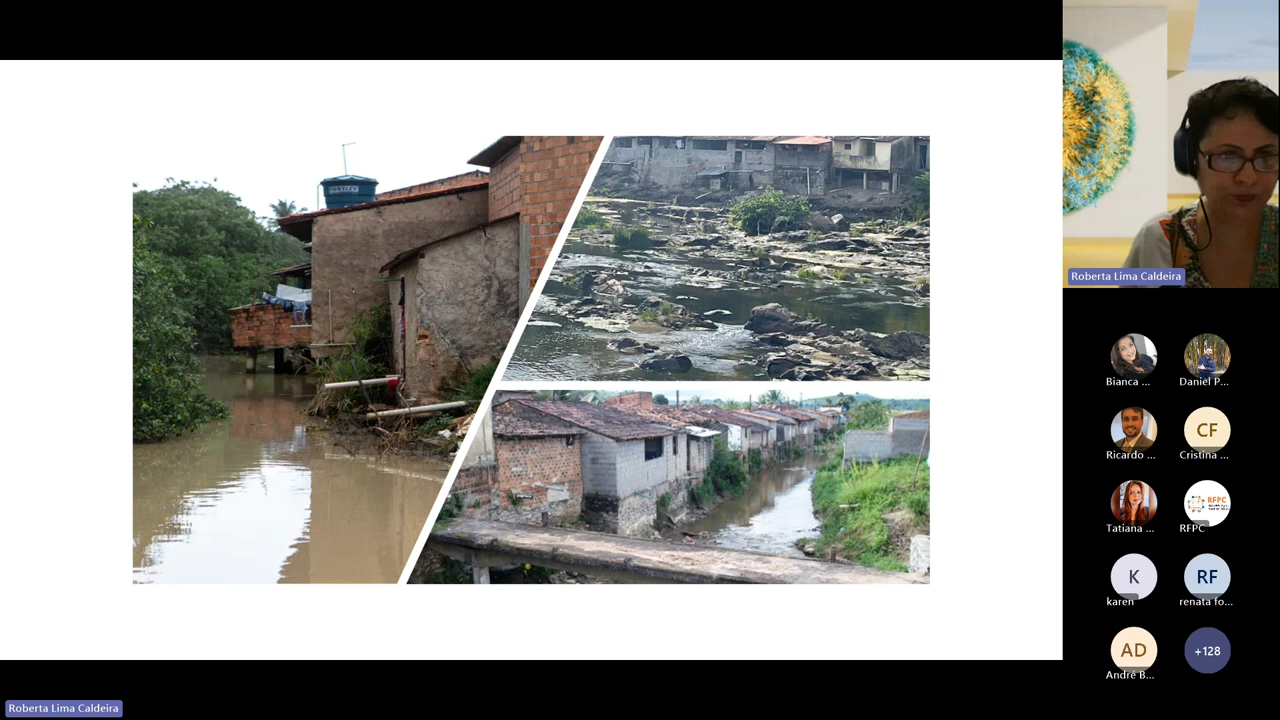 FORTLEV
Roberta Lima Caldeira
Bianca ...
Daniel P...
Ricardo ...
CF
Cristina ...
Tatiana ...
RFPC
RFPC
K
karen
RF
renata fo...
AD
André B...
+128
Roberta Lima Caldeira